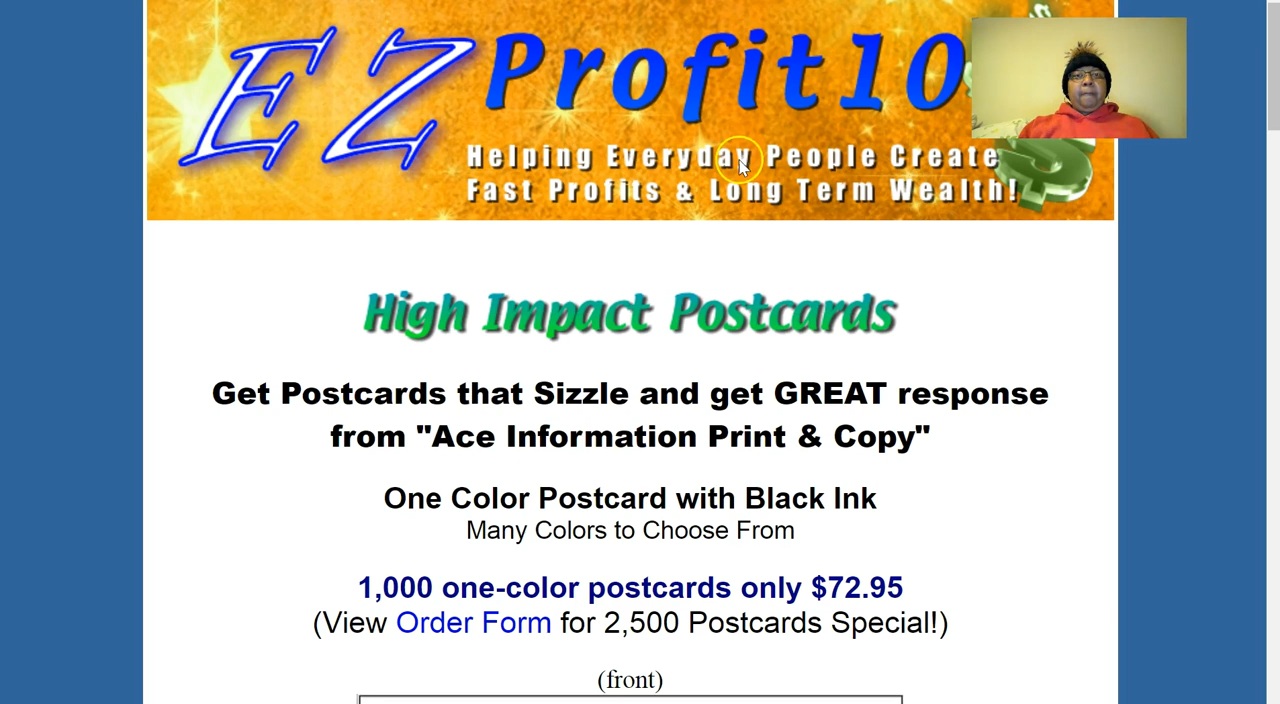 EZ Profit10
Helping Everyday People Create
Fast Profits & Long Term Wealth!
High Impact Postcards
Get Postcards that Sizzle and get GREAT response
from "Ace Information Print & Copy"
One Color Postcard with Black Ink
Many Colors to Choose From
1,000 one-color postcards only $72.95
(View Order Form for 2,500 Postcards Special!)
(front)